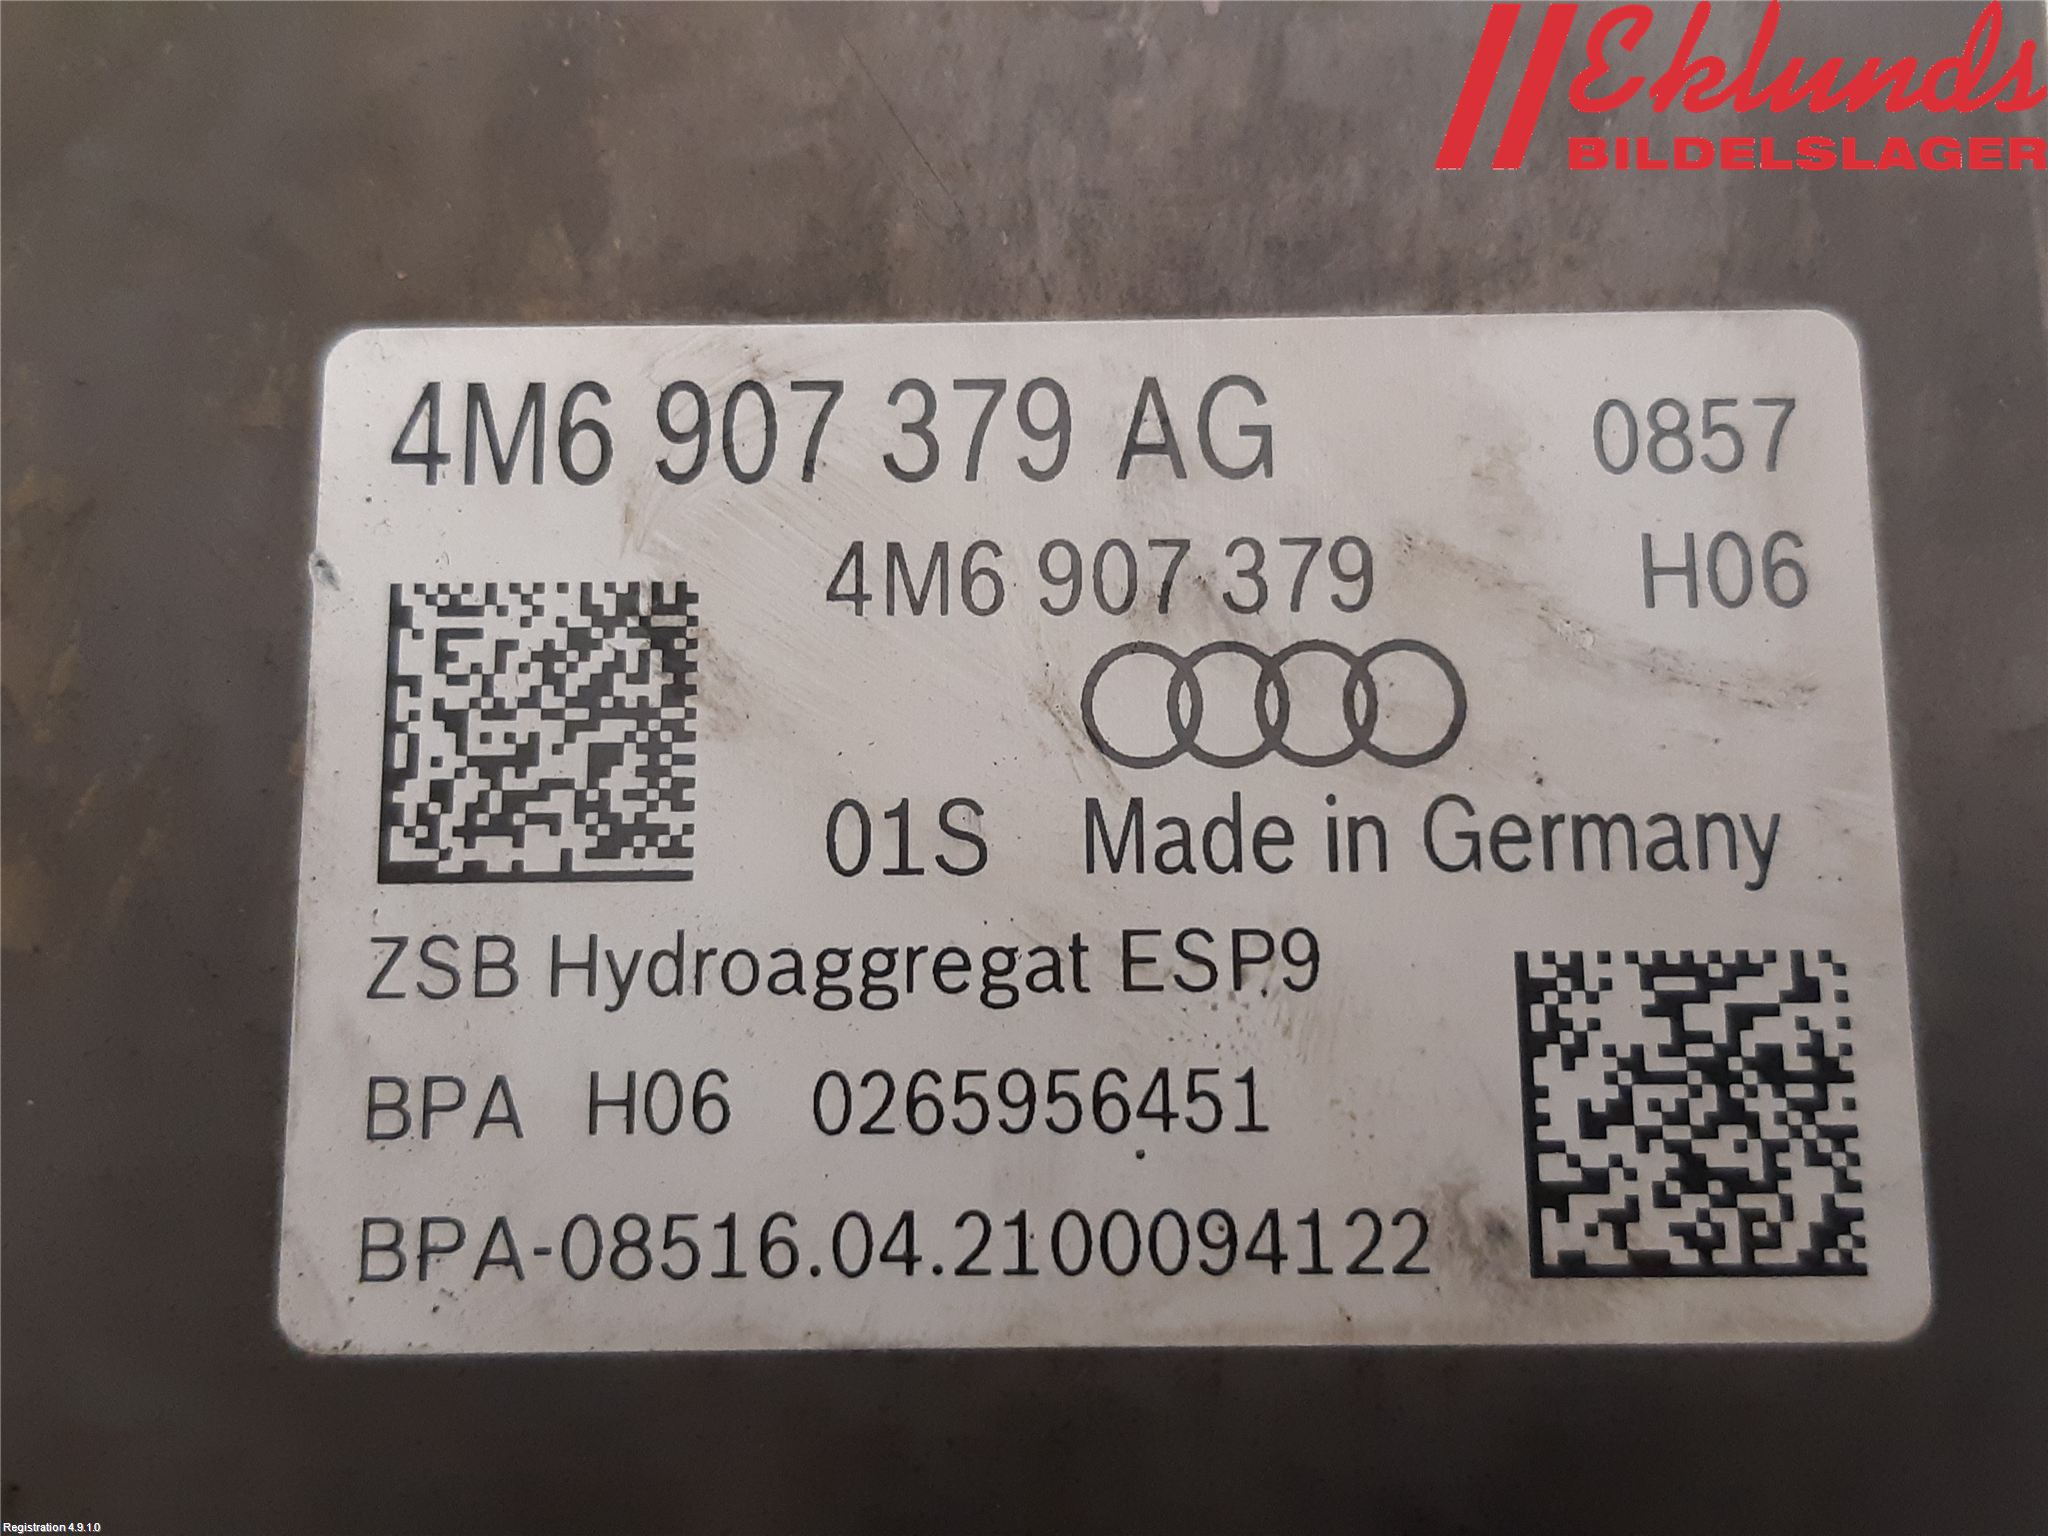 Eklunds
BILDELSLAGER
4M6 907 379 AG 0857
4M6 907 379 H06
01S Made in Germany
ZSB Hydroaggregat ESP9
BPA H06 0265956451
BPA-08516.04.2100094122
Registration 4.9.1.0